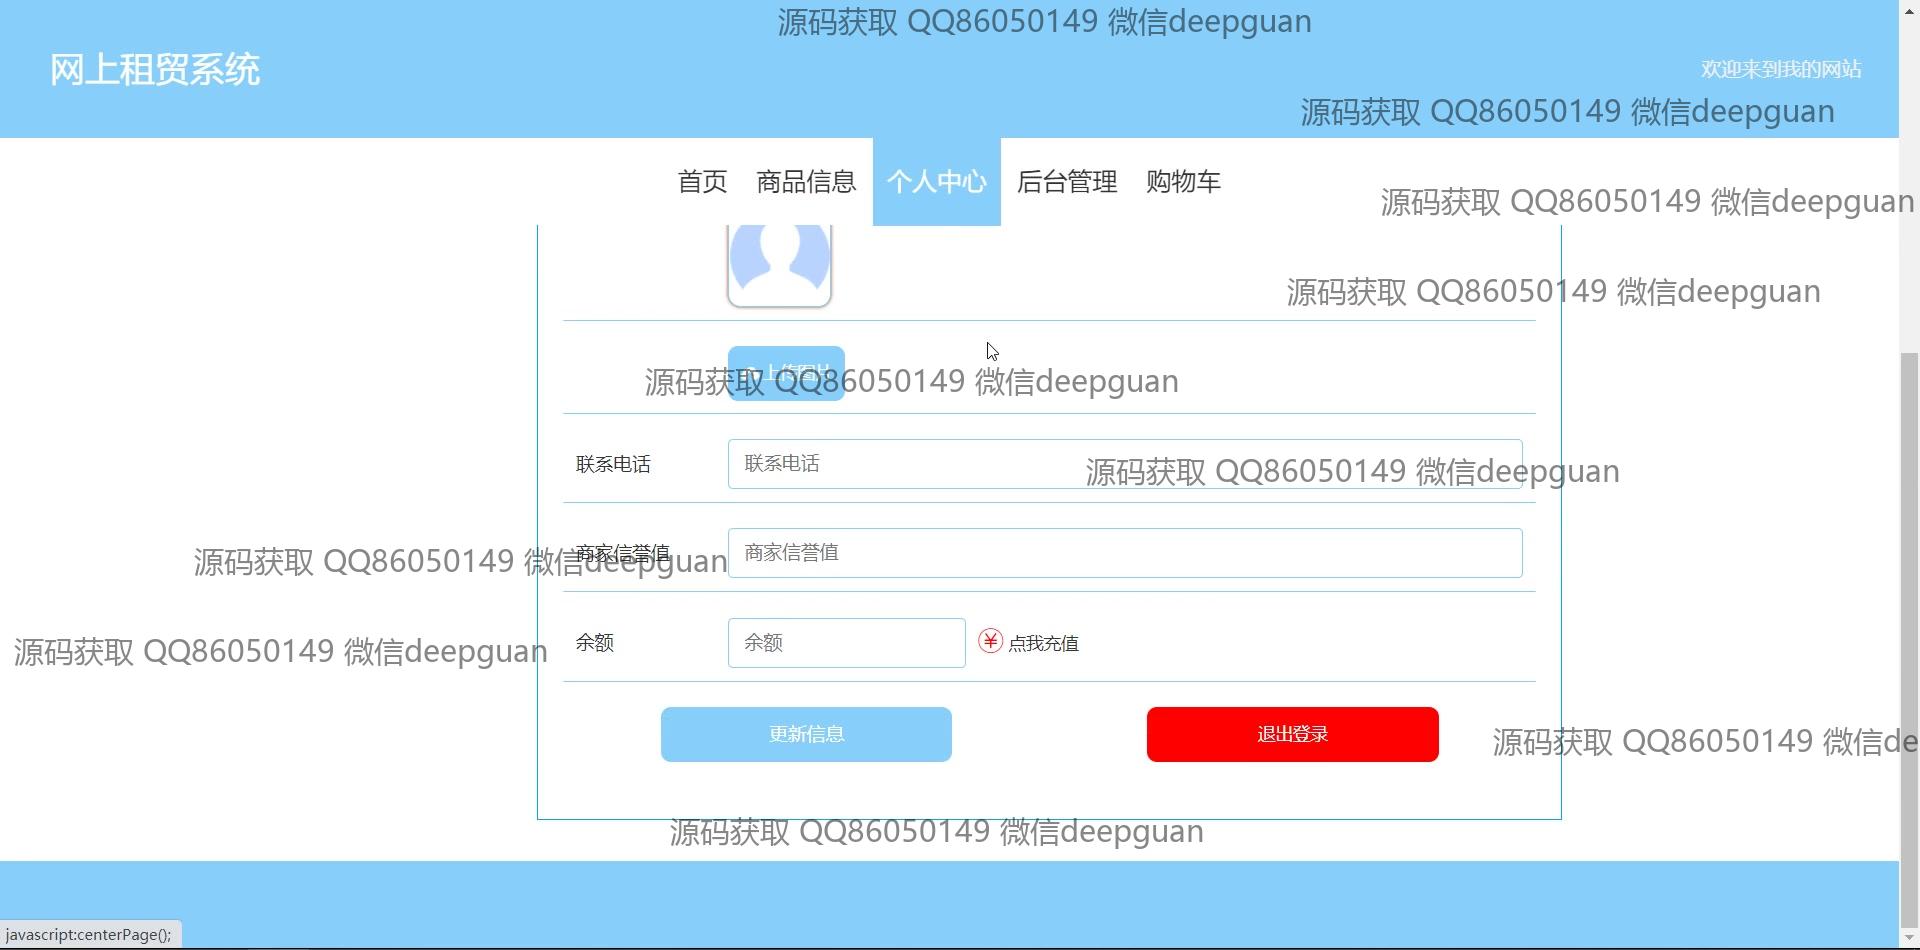 源码获取 QQ86050149 微信deepguan
网上租贸系统
欢迎来到我的网站
源码获取 QQ86050149 微信deepguan
首页 商品信息 个人中心 后台管理 购物车
源码获取 QQ86050149 微信deepguan
源码获取 QQ86050149 微信deepguan
上传图片
源码获取 QQ86050149 微信deepguan
联系电话 联系电话
源码获取 QQ86050149 微信deepguan
商家信誉值 商家信誉值
源码获取 QQ86050149 微信deepguan
余额 余额 ¥ 点我充值
源码获取 QQ86050149 微信deepguan
更新信息 退出登录
源码获取 QQ86050149 微信de
源码获取 QQ86050149 微信deepguan
javascript:centerPage();